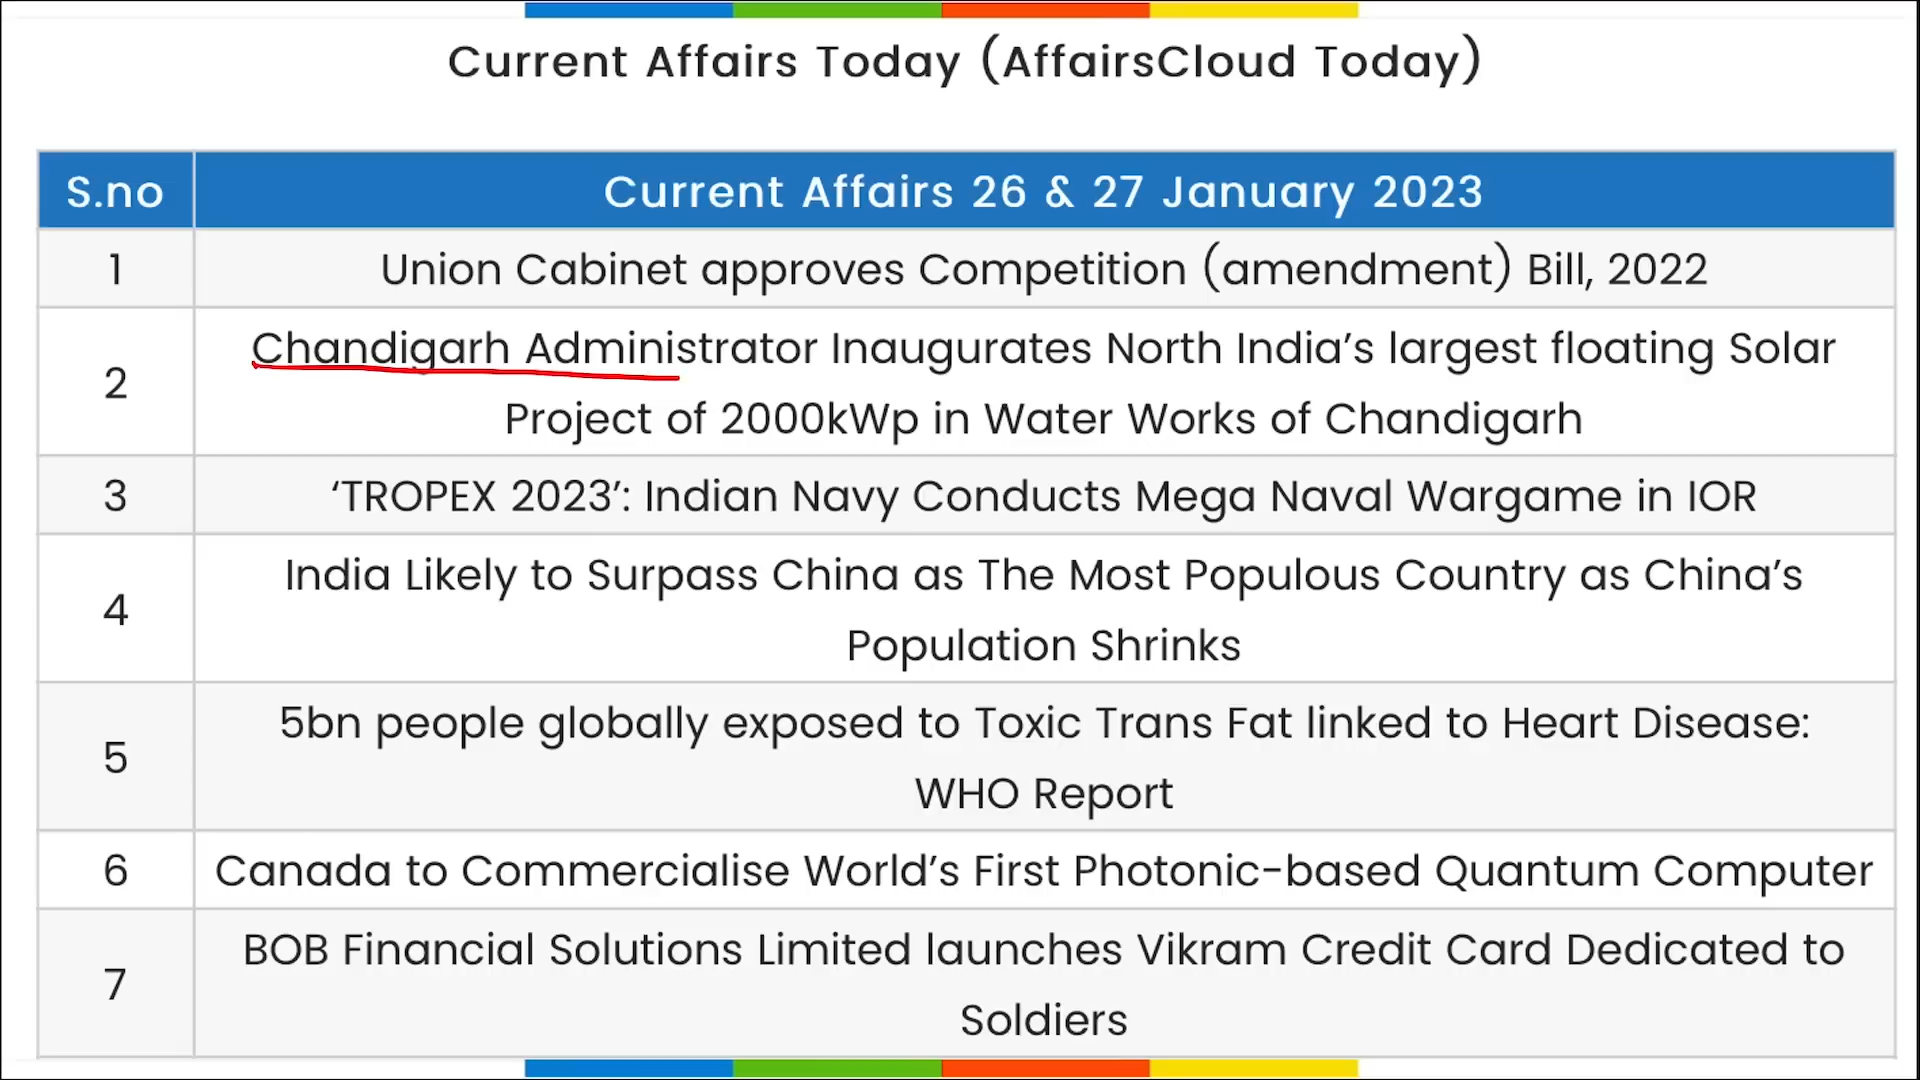 Current Affairs Today (AffairsCloud Today)
S.no
Current Affairs 26 & 27 January 2023
1
Union Cabinet approves Competition (amendment) Bill, 2022
2
Chandigarh Administrator Inaugurates North India’s largest floating Solar
Project of 2000kWp in Water Works of Chandigarh
3
‘TROPEX 2023’: Indian Navy Conducts Mega Naval Wargame in IOR
4
India Likely to Surpass China as The Most Populous Country as China’s
Population Shrinks
5
5bn people globally exposed to Toxic Trans Fat linked to Heart Disease:
WHO Report
6
Canada to Commercialise World’s First Photonic-based Quantum Computer
7
BOB Financial Solutions Limited launches Vikram Credit Card Dedicated to
Soldiers